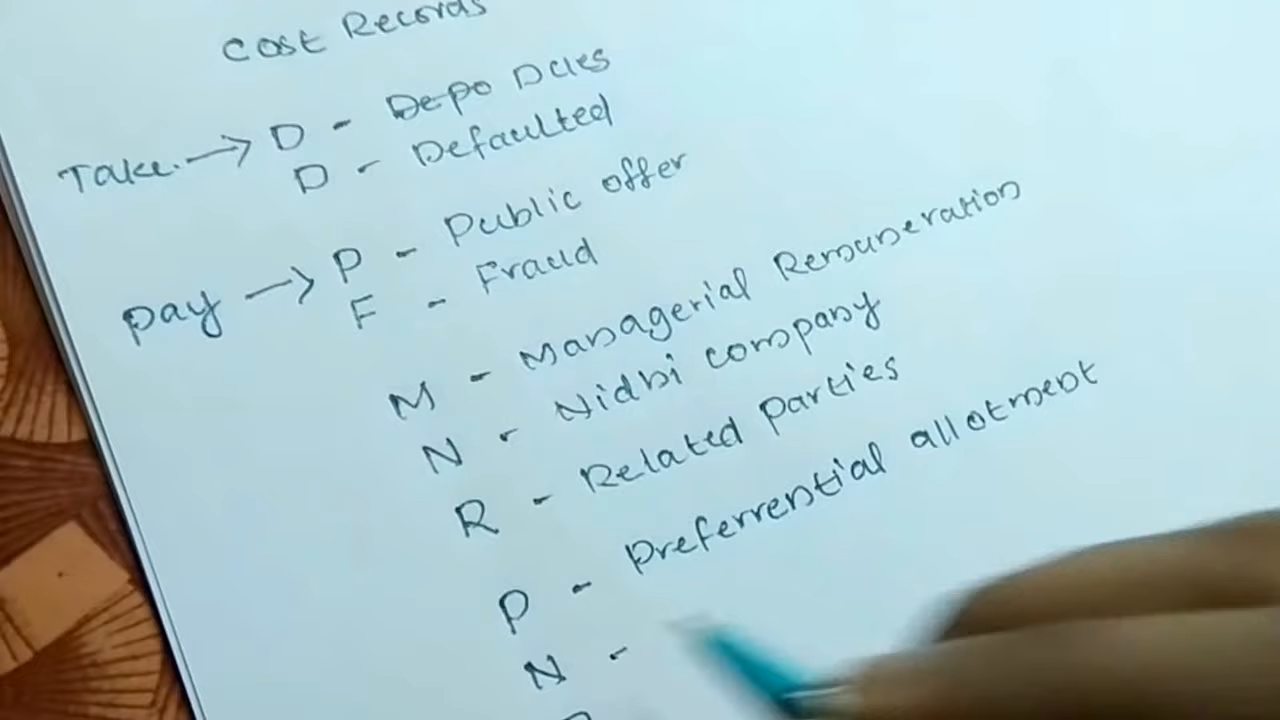 Cost Records
Take. → D - Depo Dues
D - Defaulted
pay → P - Public offer
F - Fraud
M - Managerial Remuneration
N - Nidhi company
R - Related parties
P - Preferrential allotment
N -